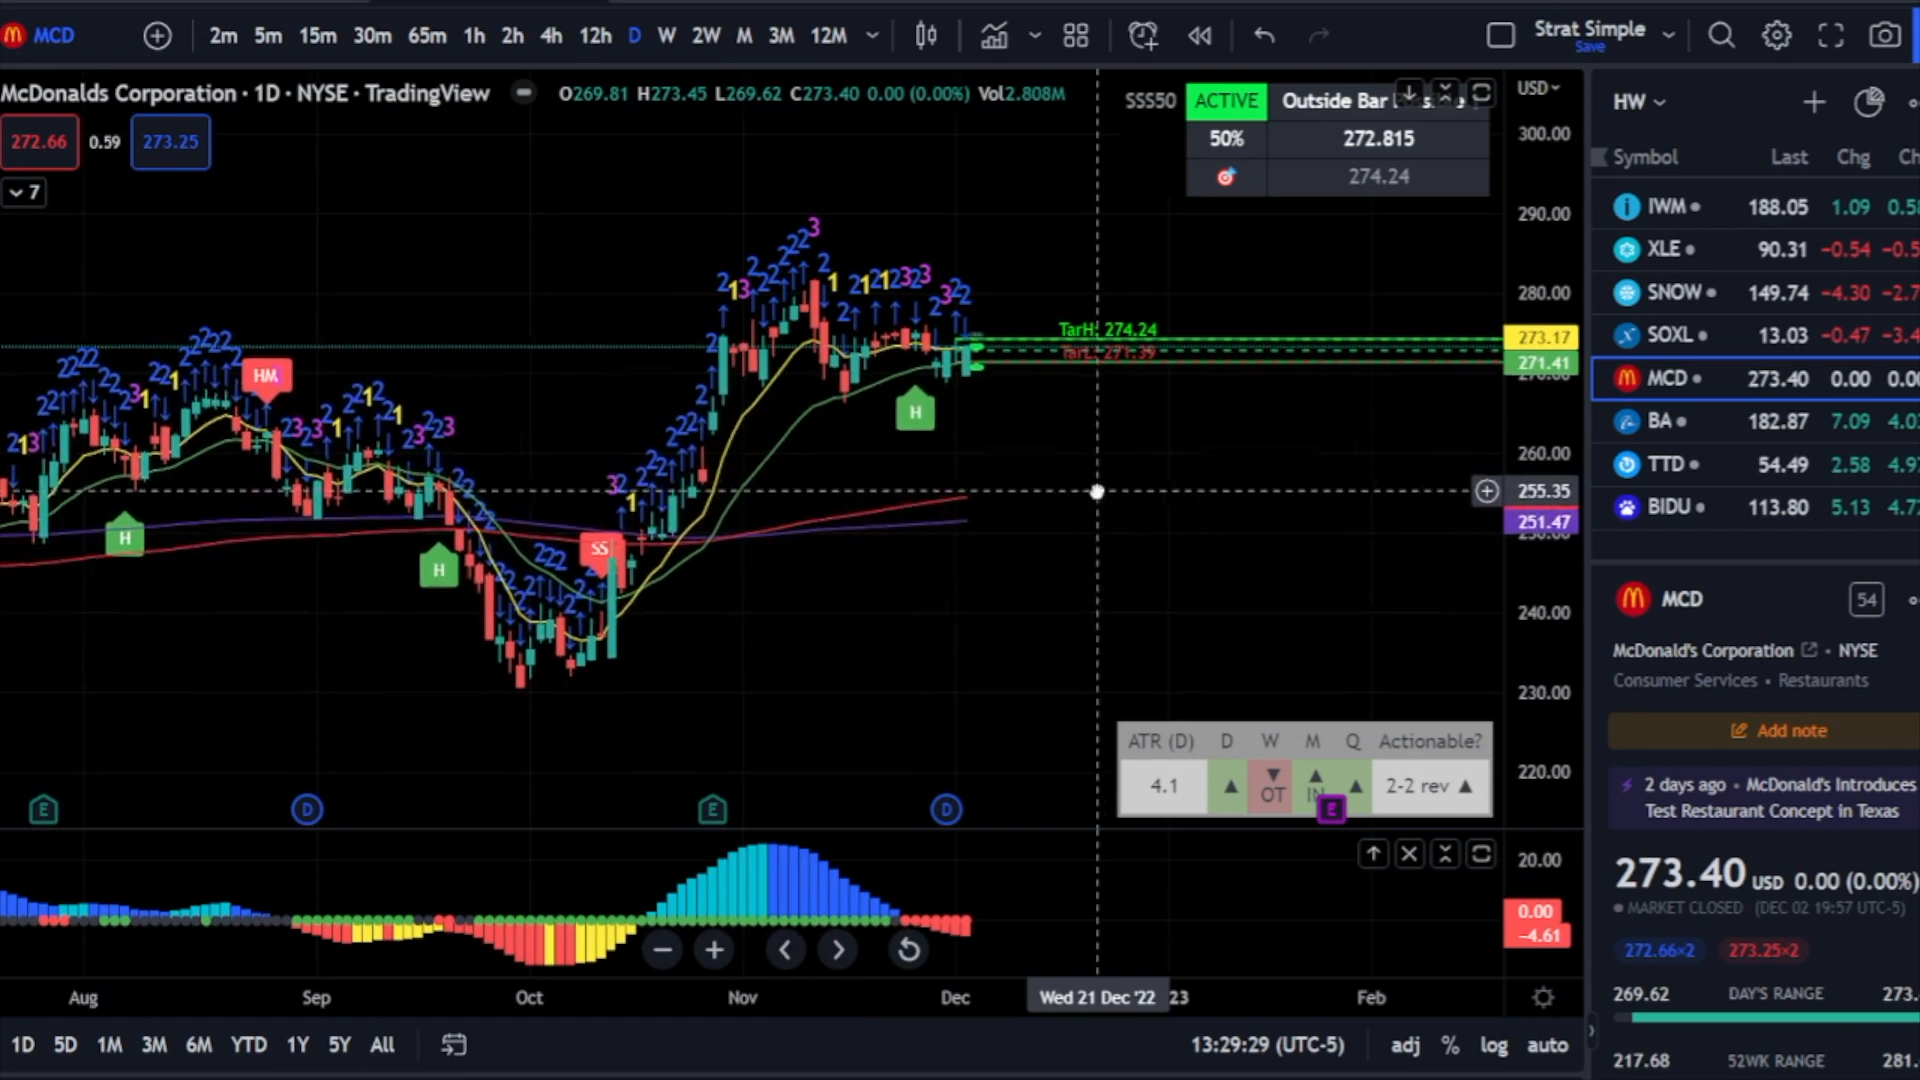 MCD
2m 5m 15m 30m 65m 1h 2h 4h 12h D W 2W M 3M 12M
Strat Simple
Save
McDonalds Corporation · 1D · NYSE · TradingView
O269.81 H273.45 L269.62 C273.40 0.00 (0.00%) Vol2.808M
272.66 0.59 273.25
7
SSS50 ACTIVE Outside Bar
50% 272.815
274.24
USD
300.00
290.00
280.00
273.17
271.41
260.00
255.35
251.47
240.00
230.00
220.00
TarH: 274.24
TarL: 271.39
HM
SS
H
H
H
ATR (D) D W M Q Actionable?
4.1 ▲ ▼ OT ▲ IN ▲ 2-2 rev ▲
E D E D E
20.00
0.00
−4.61
Aug Sep Oct Nov Dec Wed 21 Dec '22 23 Feb
1D 5D 1M 3M 6M YTD 1Y 5Y All
13:29:29 (UTC-5) adj % log auto
HW
Symbol Last Chg Ch
IWM 188.05 1.09 0.58
XLE 90.31 −0.54 −0.5
SNOW 149.74 −4.30 −2.7
SOXL 13.03 −0.47 −3.4
MCD 273.40 0.00 0.00
BA 182.87 7.09 4.03
TTD 54.49 2.58 4.97
BIDU 113.80 5.13 4.72
MCD 54
McDonald's Corporation · NYSE
Consumer Services • Restaurants
Add note
2 days ago • McDonald's Introduces
Test Restaurant Concept in Texas
273.40 USD 0.00 (0.00%)
MARKET CLOSED (DEC 02 19:57 UTC-5)
272.66×2 273.25×2
269.62 DAY'S RANGE 273.
217.68 52WK RANGE 281.